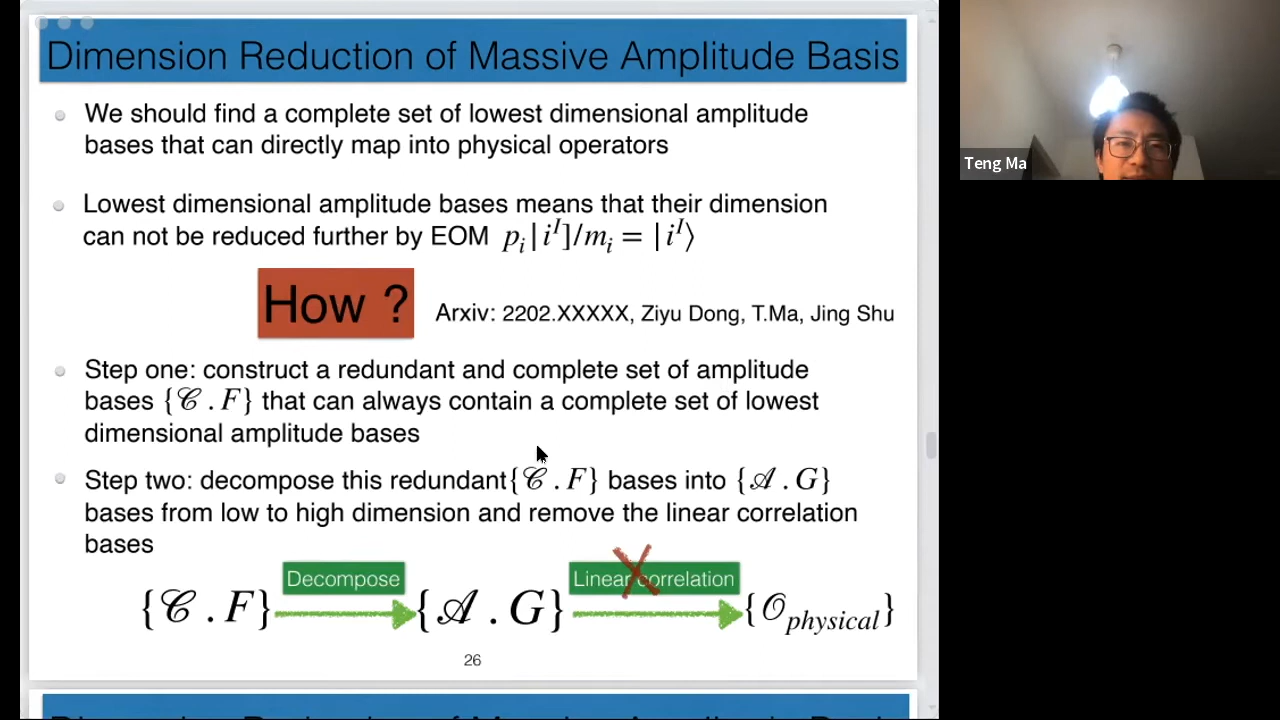 Dimension Reduction of Massive Amplitude Basis
We should find a complete set of lowest dimensional amplitude
bases that can directly map into physical operators
Lowest dimensional amplitude bases means that their dimension
can not be reduced further by EOM p_i|i^I]/m_i = |i^I⟩
How ?
Arxiv: 2202.XXXXX, Ziyu Dong, T.Ma, Jing Shu
Step one: construct a redundant and complete set of amplitude
bases {𝒞 . F} that can always contain a complete set of lowest
dimensional amplitude bases
Step two: decompose this redundant{𝒞 . F} bases into {𝒜 . G}
bases from low to high dimension and remove the linear correlation
bases
Decompose
Linear correlation
{𝒞 . F} {𝒜 . G} {𝒪_physical}
26
Teng Ma